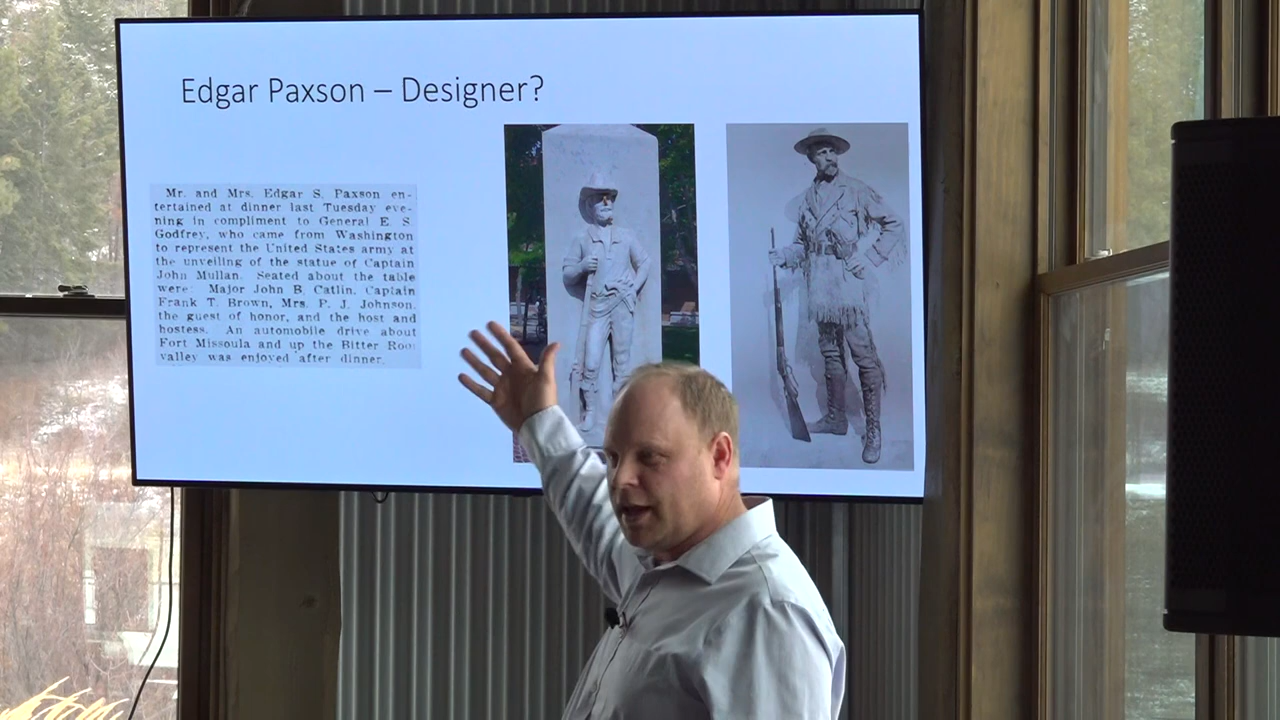 Edgar Paxson – Designer?
Mr. and Mrs. Edgar S. Paxson en-
tertained at dinner last Tuesday eve-
ning in compliment to General E. S.
Godfrey, who came from Washington
to represent the United States army at
the unveiling of the statue of Captain
John Mullan. Seated about the table
were: Major John B. Catlin, Captain
Frank T. Brown, Mrs. P. J. Johnson,
the guest of honor, and the host and
hostess. An automobile drive about
Fort Missoula and up the Bitter Roo
valley was enjoyed after dinner.